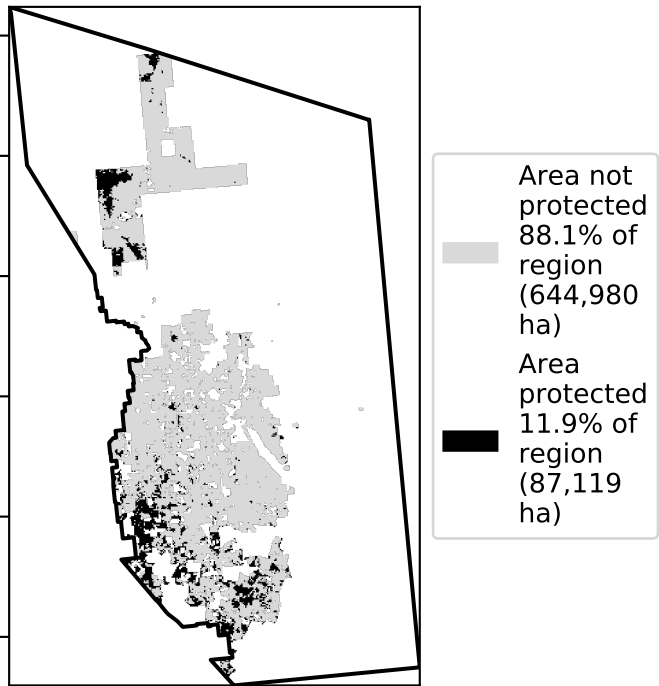 Area not
protected
88.1% of
region
(644,980
ha)
Area
protected
11.9% of
region
(87,119
ha)